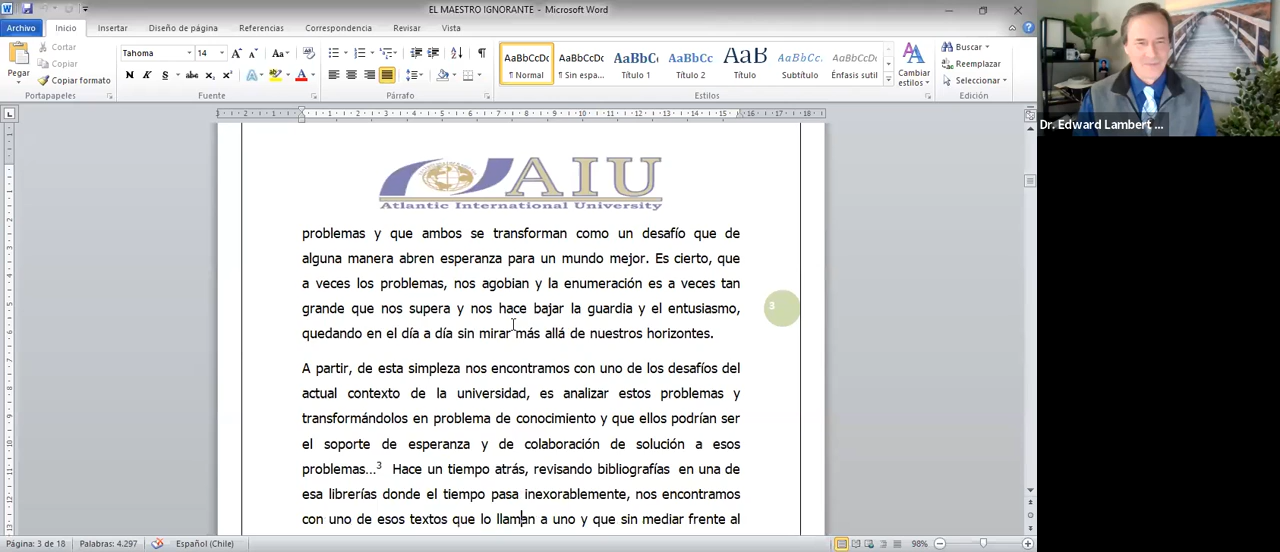 EL MAESTRO IGNORANTE - Microsoft Word
Archivo Inicio Insertar Diseño de página Referencias Correspondencia Revisar Vista
Pegar
Cortar
Copiar
Copiar formato
Portapapeles
Tahoma 14
Fuente
Párrafo
AaBbCcDc AaBbCcDc AaBbC AaBbCc AaB AaBbCc. AaBbCcDc
¶ Normal ¶ Sin espa... Título 1 Título 2 Título Subtítulo Énfasis sutil
Cambiar estilos
Estilos
Buscar
Reemplazar
Seleccionar
Edición
Dr. Edward Lambert ...
AIU
Atlantic International University
problemas y que ambos se transforman como un desafío que de
alguna manera abren esperanza para un mundo mejor. Es cierto, que
a veces los problemas, nos agobian y la enumeración es a veces tan
grande que nos supera y nos hace bajar la guardia y el entusiasmo,
quedando en el día a día sin mirar más allá de nuestros horizontes.
3
A partir, de esta simpleza nos encontramos con uno de los desafíos del
actual contexto de la universidad, es analizar estos problemas y
transformándolos en problema de conocimiento y que ellos podrían ser
el soporte de esperanza y de colaboración de solución a esos
problemas...3 Hace un tiempo atrás, revisando bibliografías en una de
esa librerías donde el tiempo pasa inexorablemente, nos encontramos
con uno de esos textos que lo llaman a uno y que sin mediar frente al
Página: 3 de 18 Palabras: 4.297 Español (Chile) 98%